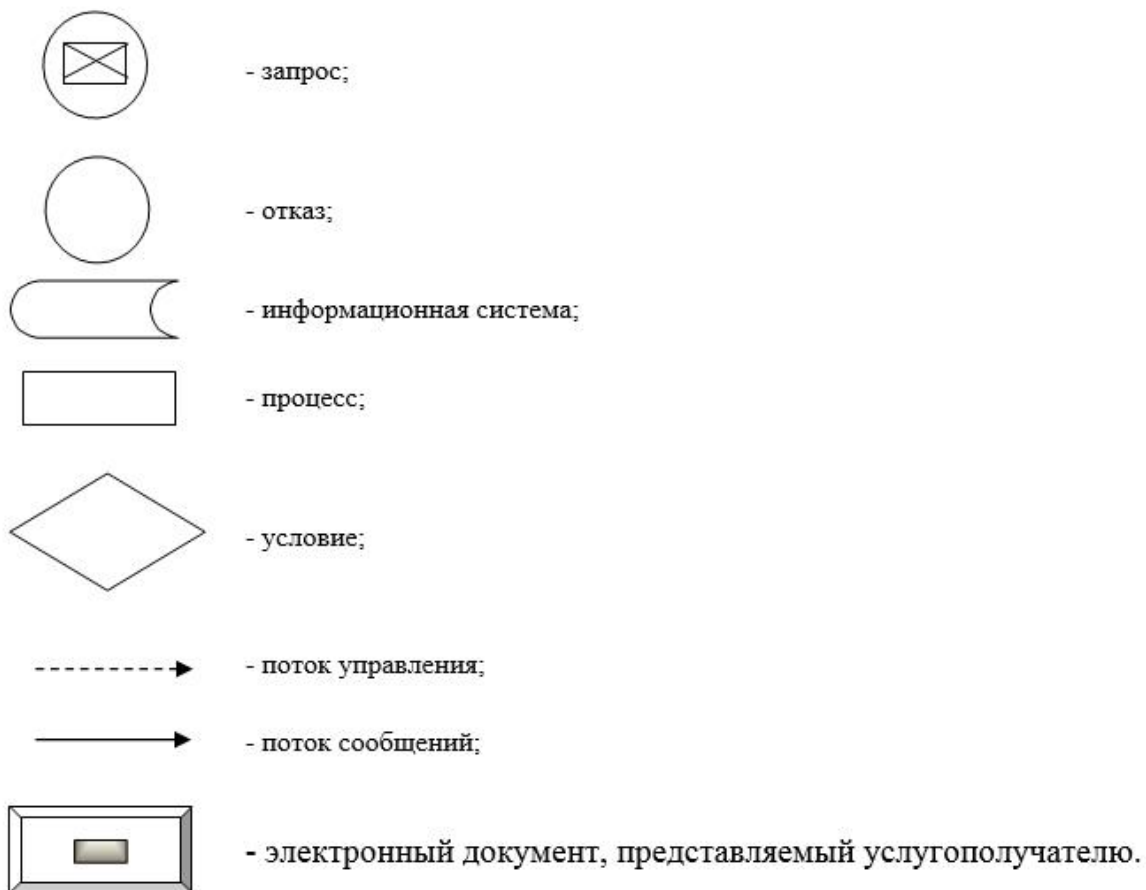 - запрос;
- отказ;
- информационная система;
- процесс;
- условие;
- поток управления;
- поток сообщений;
- электронный документ, представляемый услугополучателю.